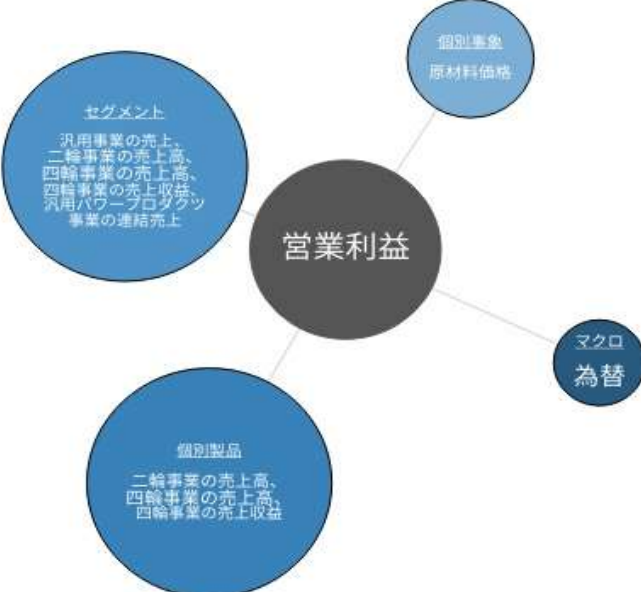 個別事象
原材料価格
セグメント
汎用事業の売上、
二輪事業の売上高、
四輪事業の売上高、
四輪事業の売上収益、
汎用パワープロダクツ
事業の連結売上
営業利益
マクロ
為替
個別製品
二輪事業の売上高、
四輪事業の売上高、
四輪事業の売上収益